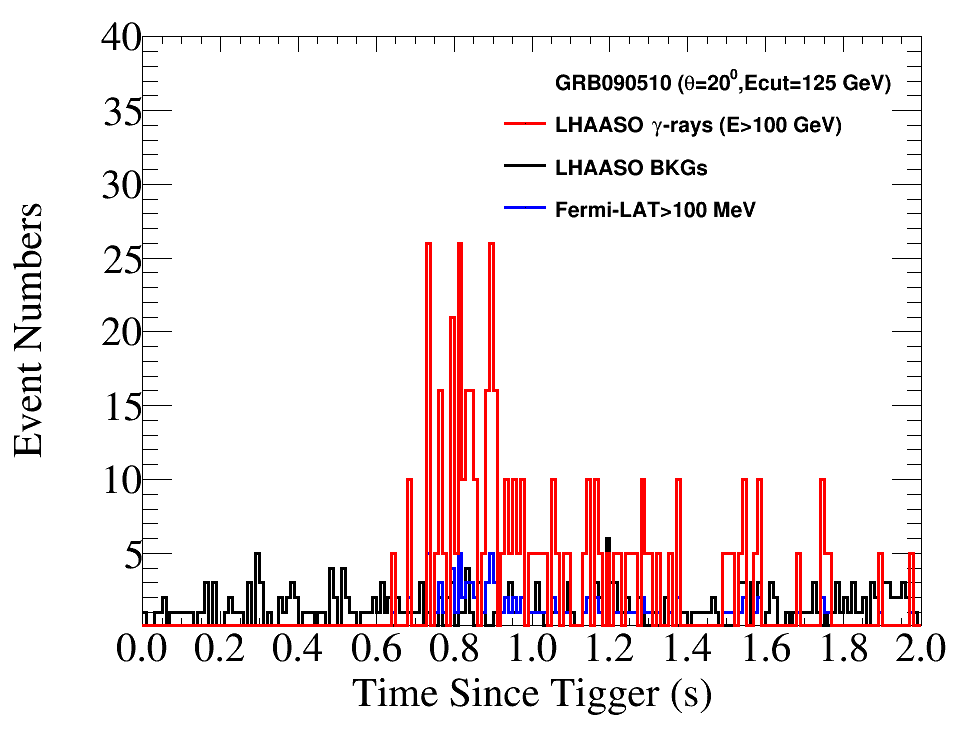 40
35
30
25
20
15
10
5
Event Numbers
GRB090510 (θ=20⁰,Ecut=125 GeV)
LHAASO γ-rays (E>100 GeV)
LHAASO BKGs
Fermi-LAT>100 MeV
0.0 0.2 0.4 0.6 0.8 1.0 1.2 1.4 1.6 1.8 2.0
Time Since Tigger (s)